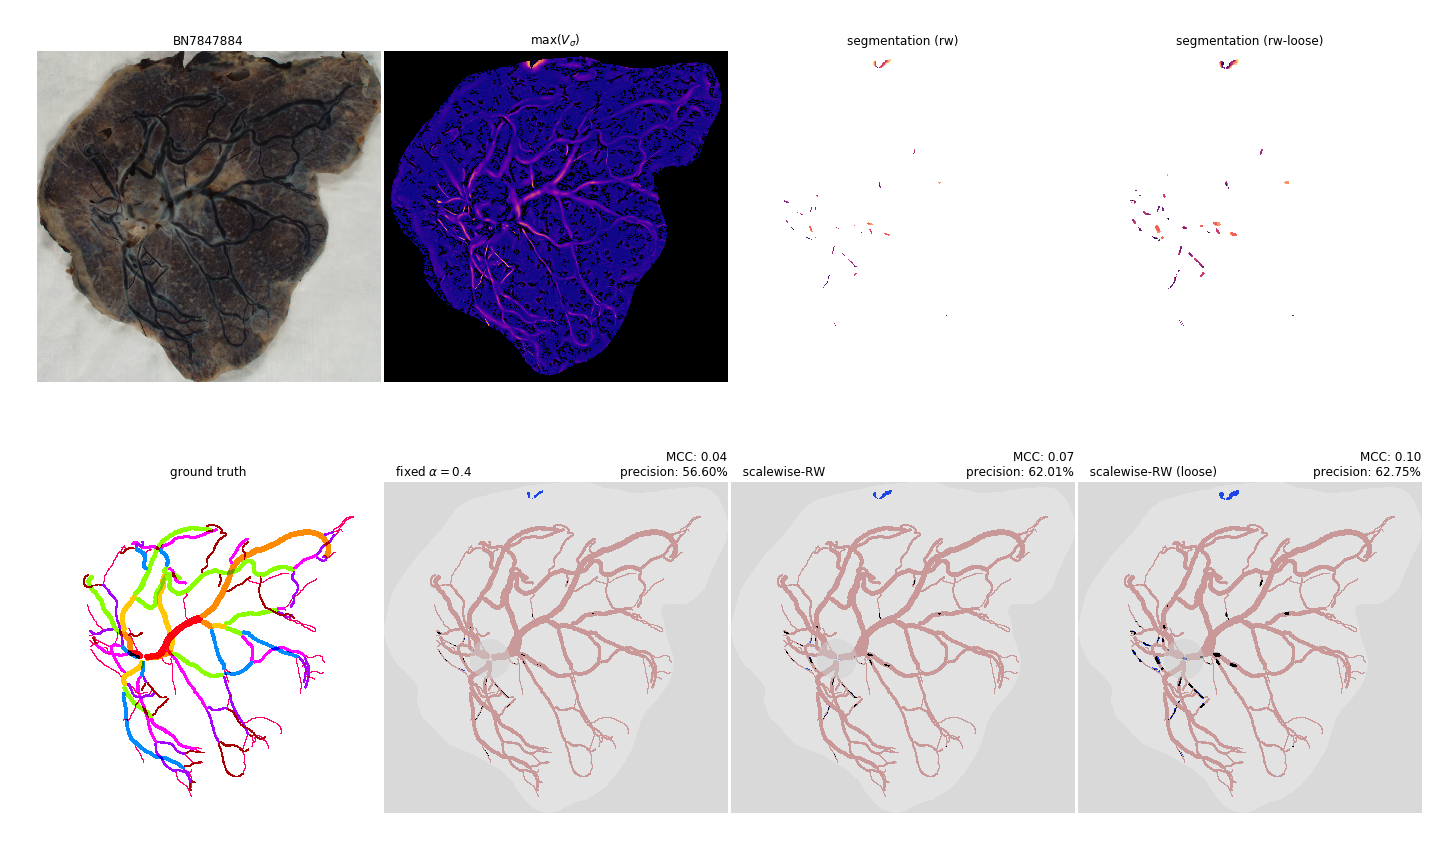 BN7847884
max(Vσ)
segmentation (rw)
segmentation (rw-loose)
ground truth
fixed α = 0.4
MCC: 0.04
precision: 56.60%
scalewise-RW
MCC: 0.07
precision: 62.01%
scalewise-RW (loose)
MCC: 0.10
precision: 62.75%